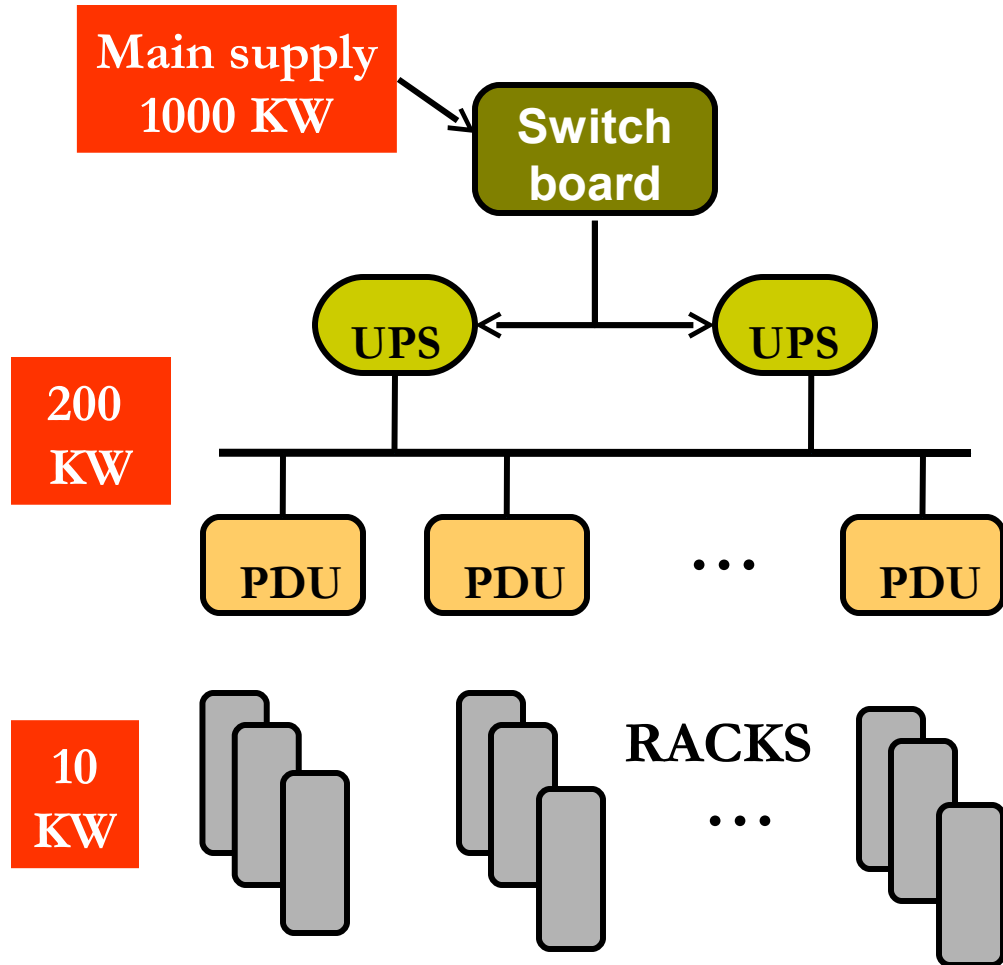 Main supply
1000 KW
Switch
board
UPS
UPS
200
KW
PDU
PDU
...
PDU
RACKS
...
10
KW